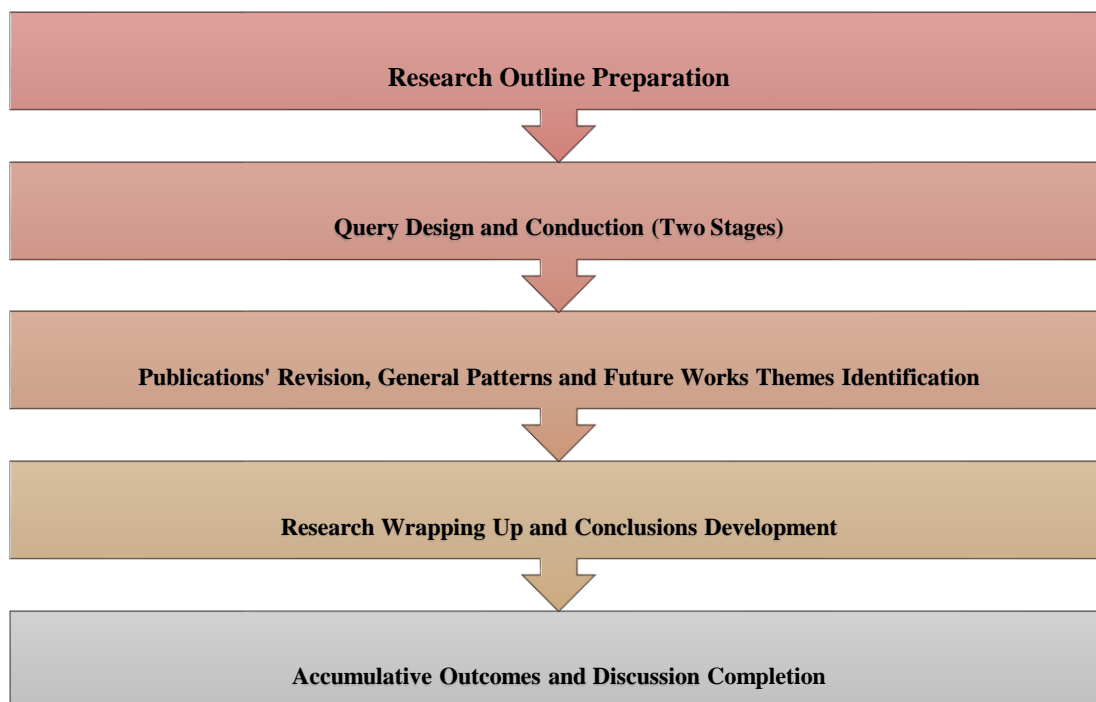 Research Outline Preparation
Query Design and Conduction (Two Stages)
Publications' Revision, General Patterns and Future Works Themes Identification
Research Wrapping Up and Conclusions Development
Accumulative Outcomes and Discussion Completion